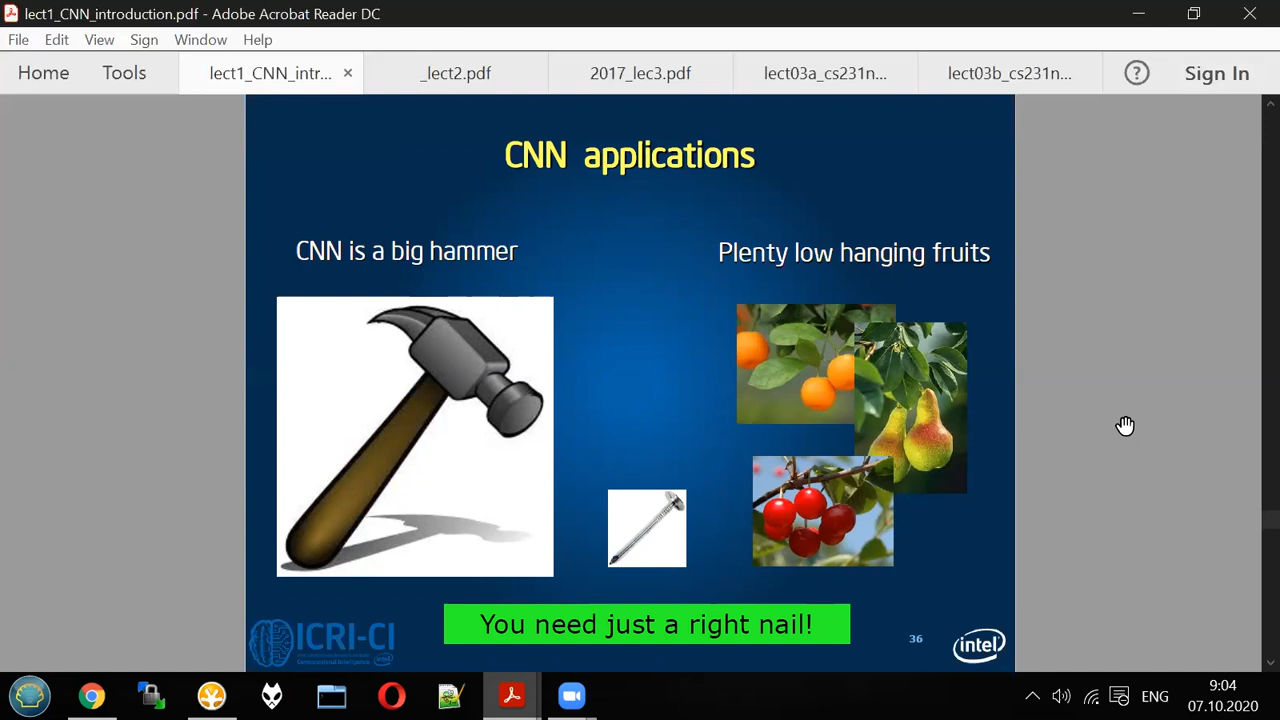 lect1_CNN_introduction.pdf - Adobe Acrobat Reader DC
File Edit View Sign Window Help
Home Tools lect1_CNN_intr... _lect2.pdf 2017_lec3.pdf lect03a_cs231n... lect03b_cs231n... Sign In
CNN applications
CNN is a big hammer
Plenty low hanging fruits
You need just a right nail!
ICRI-CI
36
intel
ENG
9:04
07.10.2020